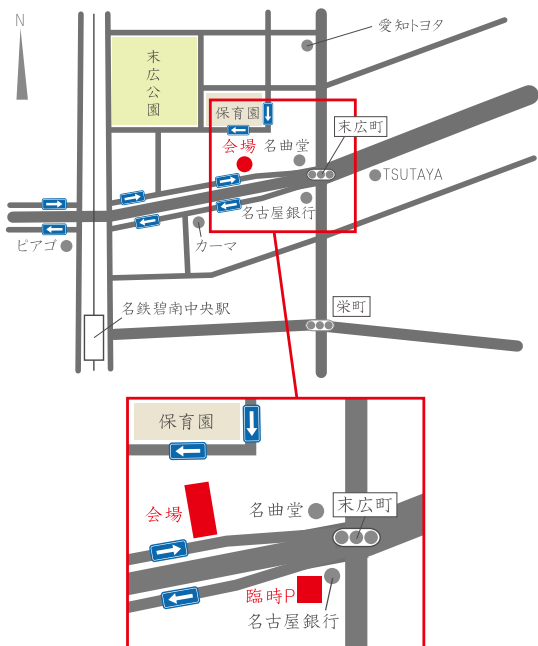 N
愛知トヨタ
末広公園
保育園
末広町
会場
名曲堂
TSUTAYA
名古屋銀行
カーマ
ピアゴ
名鉄碧南中央駅
栄町
保育園
会場
名曲堂
末広町
臨時P
名古屋銀行